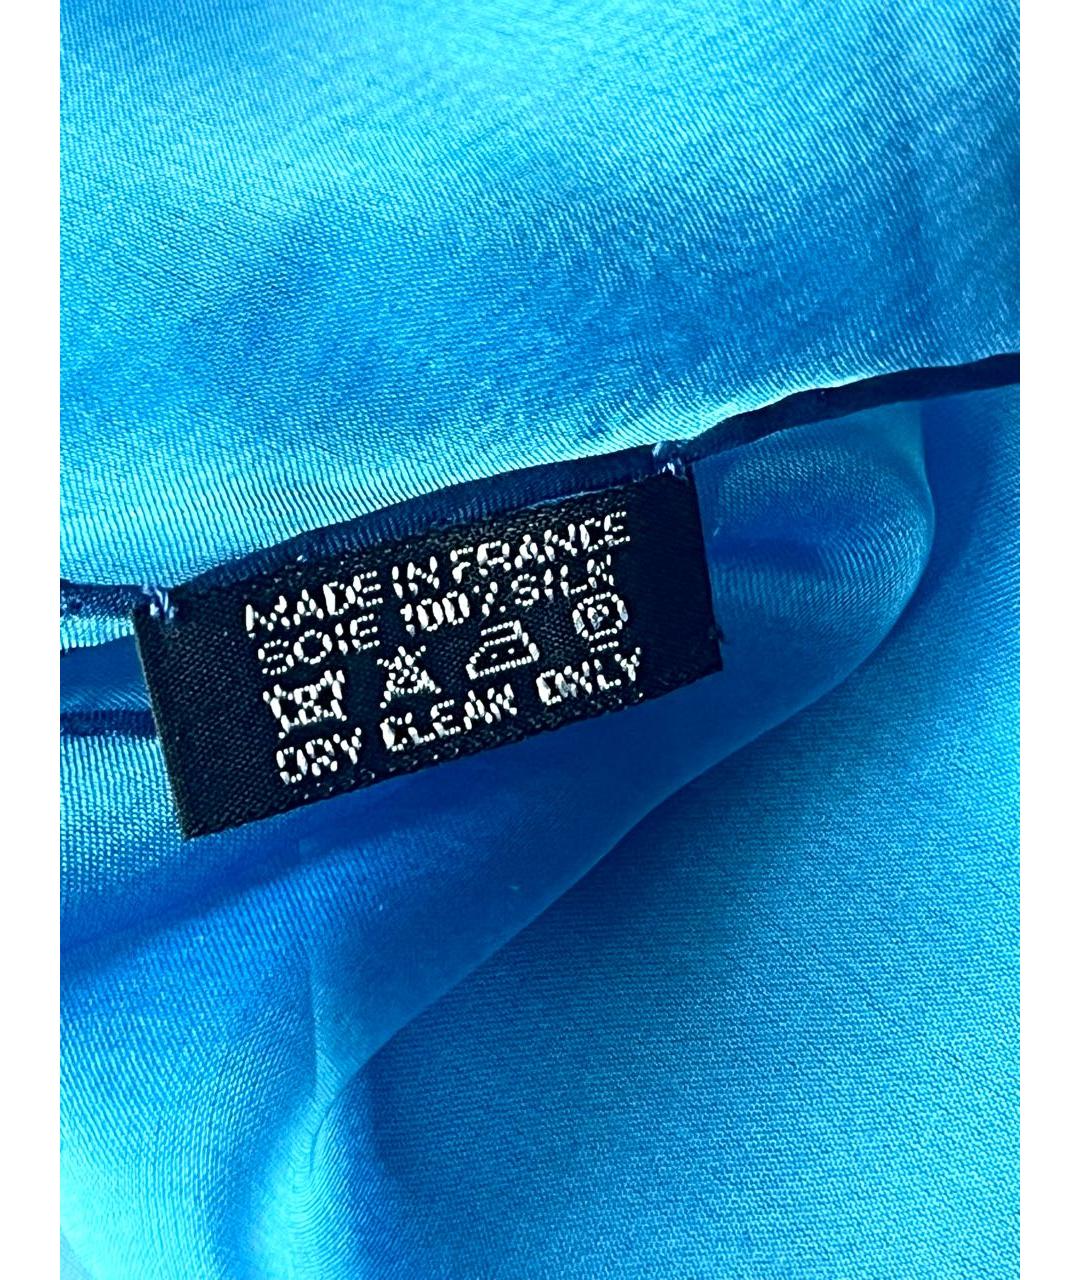 MADE IN FRANCE
SOIE 100% SILK
P
DRY CLEAN ONLY